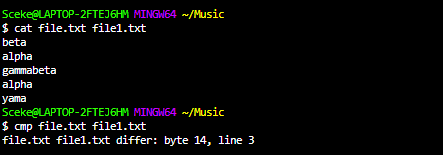 Sceke@LAPTOP-2FTEJ6HM MINGW64 ~/Music
$ cat file.txt file1.txt
beta
alpha
gammabeta
alpha
yama
Sceke@LAPTOP-2FTEJ6HM MINGW64 ~/Music
$ cmp file.txt file1.txt
file.txt file1.txt differ: byte 14, line 3